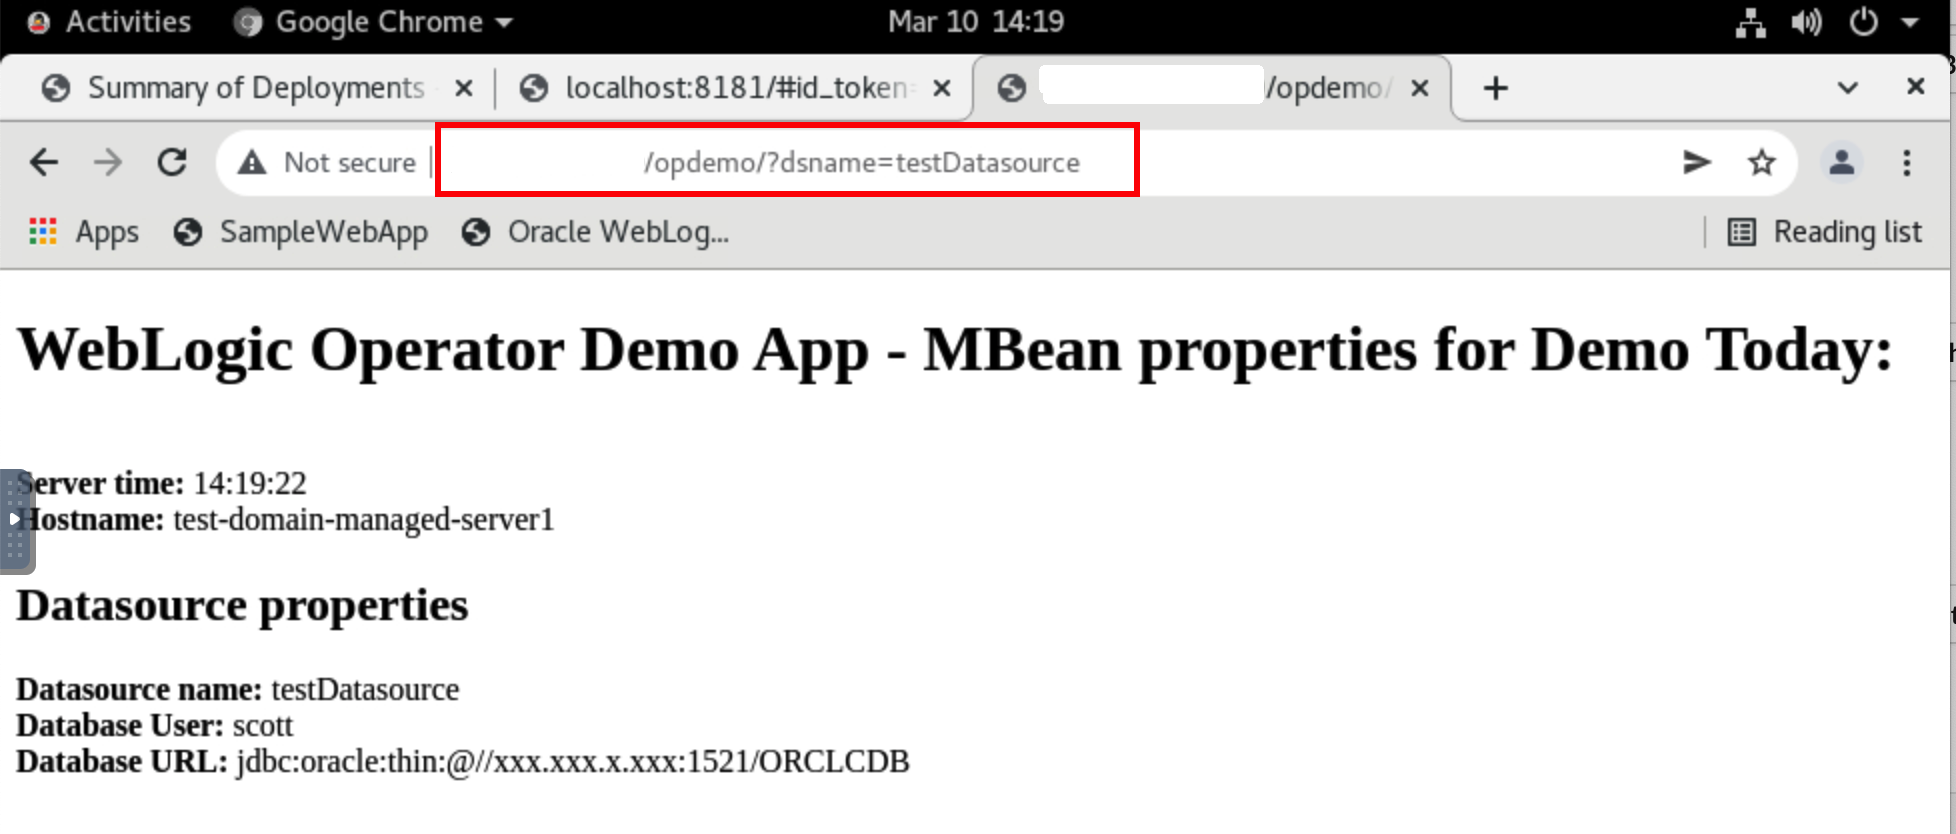 Activities Google Chrome Mar 10 14:19
Summary of Deployments localhost:8181/#id_token= /opdemo/
Not secure /opdemo/?dsname=testDatasource
Apps SampleWebApp Oracle WebLog... Reading list
WebLogic Operator Demo App - MBean properties for Demo Today:
Server time: 14:19:22
Hostname: test-domain-managed-server1
Datasource properties
Datasource name: testDatasource
Database User: scott
Database URL: jdbc:oracle:thin:@//xxx.xxx.x.xxx:1521/ORCLCDB